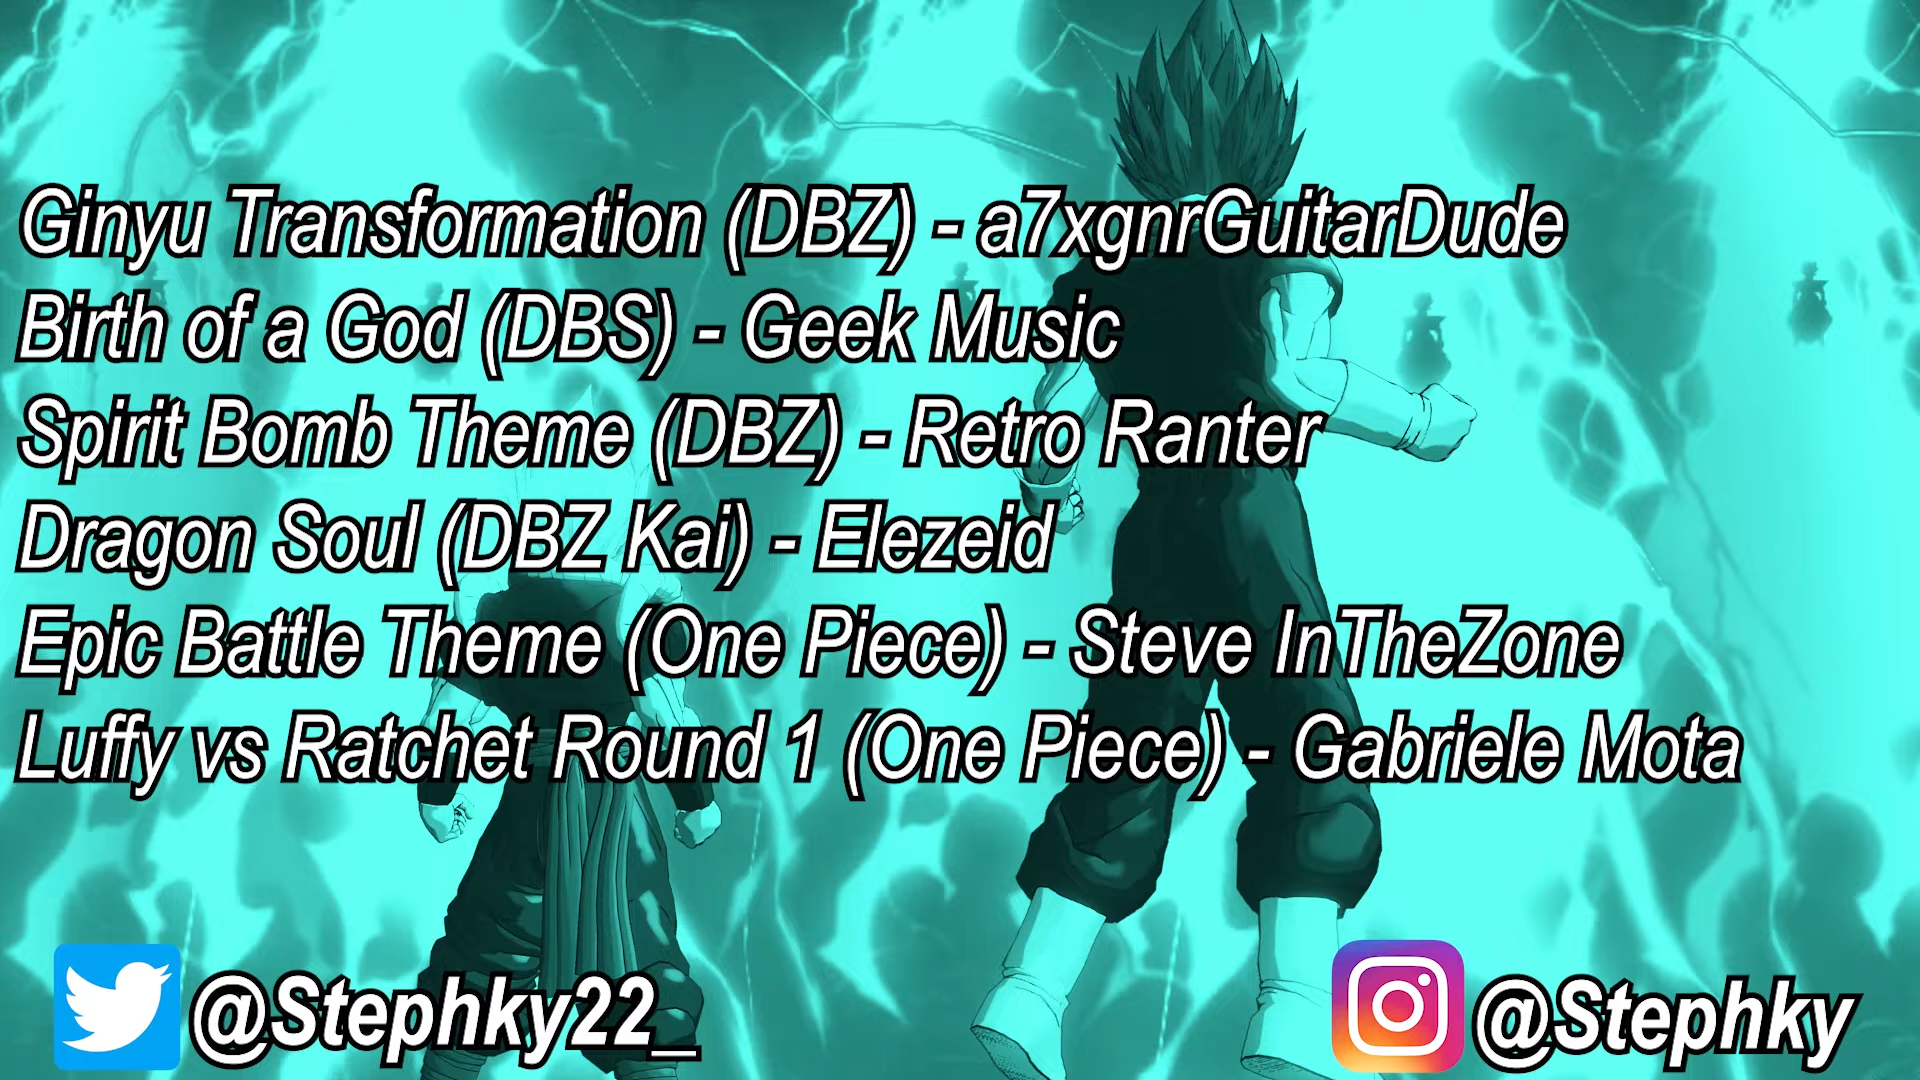 Ginyu Transformation (DBZ) - a7xgnrGuitarDude
Birth of a God (DBS) - Geek Music
Spirit Bomb Theme (DBZ) - Retro Ranter
Dragon Soul (DBZ Kai) - Elezeid
Epic Battle Theme (One Piece) - Steve InTheZone
Luffy vs Ratchet Round 1 (One Piece) - Gabriele Mota
@Stephky22_
@Stephky